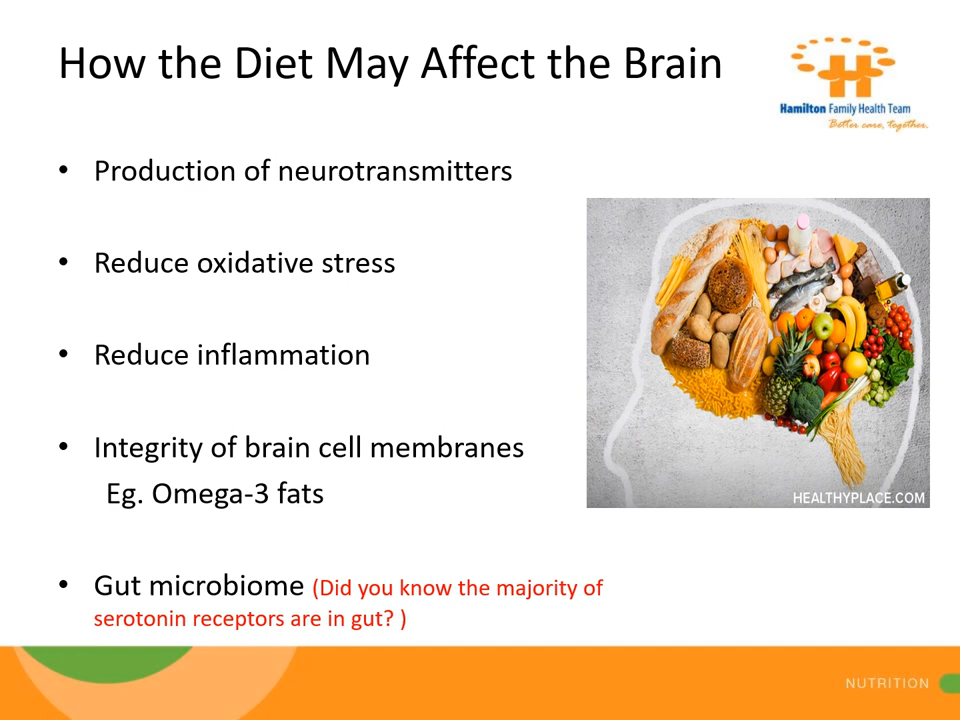 How the Diet May Affect the Brain
Hamilton Family Health Team
Better care, together.
• Production of neurotransmitters
• Reduce oxidative stress
• Reduce inflammation
• Integrity of brain cell membranes
Eg. Omega-3 fats
HEALTHYPLACE.COM
• Gut microbiome (Did you know the majority of
serotonin receptors are in gut? )
NUTRITION